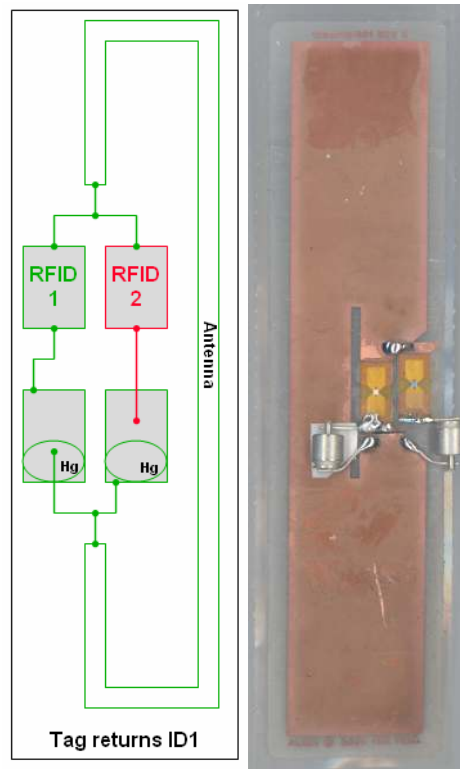 RFID
1
RFID
2
Antenna
Hg
Hg
Tag returns ID1